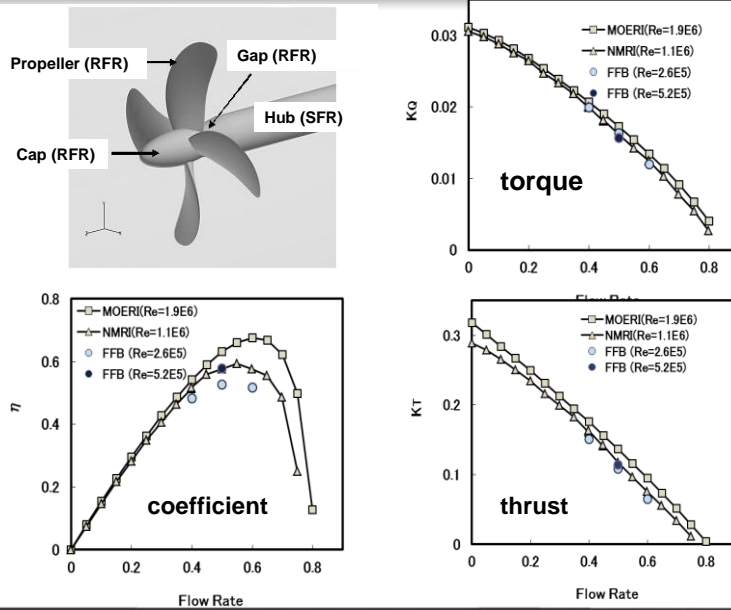 Propeller (RFR)
Gap (RFR)
Hub (SFR)
Cap (RFR)
0.03
0.02
0.01
0
KQ
MOERI(Re=1.9E6)
NMRI(Re=1.1E6)
FFB (Re=2.6E5)
FFB (Re=5.2E5)
torque
0 0.2 0.4 0.6 0.8
Flow Rate
0.8
0.6
0.4
0.2
0
η
MOERI(Re=1.9E6)
NMRI(Re=1.1E6)
FFB (Re=2.6E5)
FFB (Re=5.2E5)
coefficient
0.0 0.2 0.4 0.6 0.8
Flow Rate
0.3
0.2
0.1
0
KT
MOERI(Re=1.9E6)
NMRI(Re=1.1E6)
FFB (Re=2.6E5)
FFB (Re=5.2E5)
thrust
0 0.2 0.4 0.6 0.8
Flow Rate